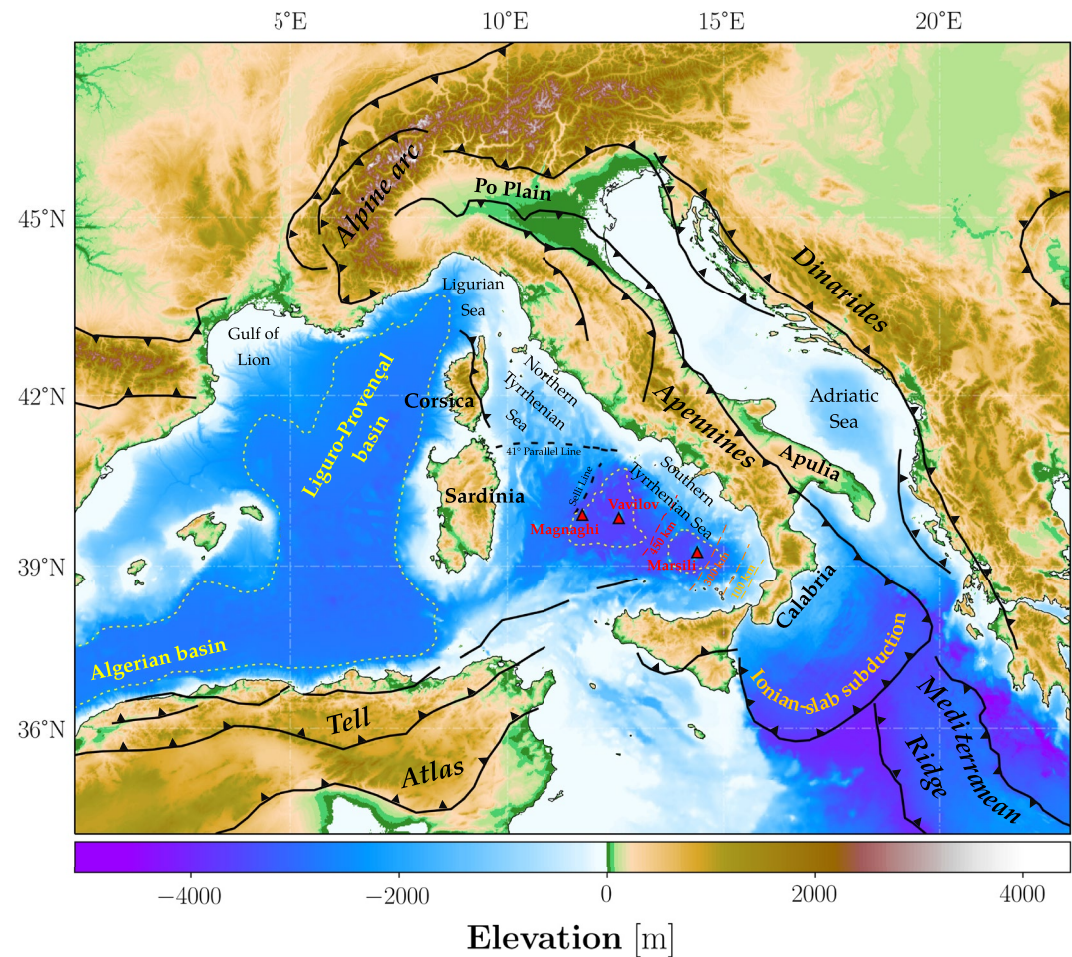 5°E 10°E 15°E 20°E
45°N
42°N
39°N
36°N
Alpine arc
Po Plain
Dinarides
Ligurian
Sea
Gulf of
Lion
Liguro-Provençal
basin
Corsica
Northern
Tyrrhenian
Sea
Apennines
Adriatic
Sea
41° Parallel Line
Apulia
Sardinia
Selli Line
Southern
Tyrrhenian Sea
Vavilov
Magnaghi
450 km
Marsili
Calabria
Algerian basin
Ionian-slab subduction
Tell
Atlas
Mediterranean
Ridge
−4000 −2000 0 2000 4000
Elevation [m]